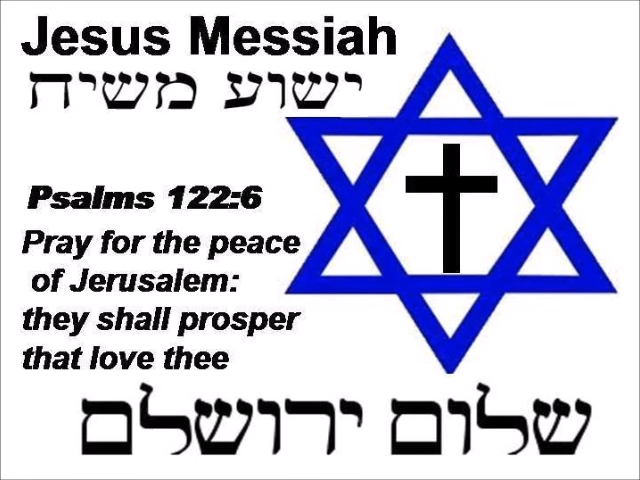 Jesus Messiah
ישוע משיח
Psalms 122:6
Pray for the peace
of Jerusalem:
they shall prosper
that love thee
שלום ירושלם